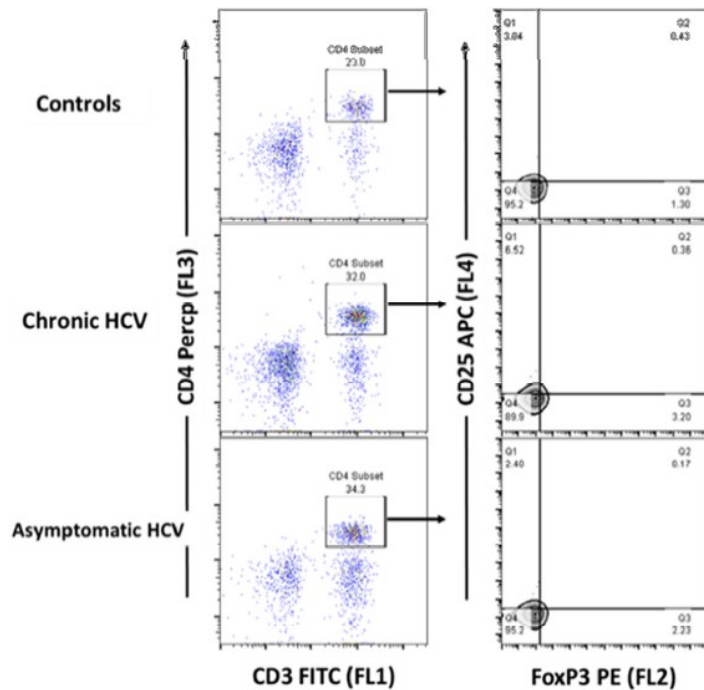 Controls
Chronic HCV
Asymptomatic HCV
CD4 Percp (FL3)
CD4 Subset
23.0
CD4 Subset
32.0
CD4 Subset
34.3
CD3 FITC (FL1)
CD25 APC (FL4)
Q1
3.04
Q2
0.43
Q4
95.2
Q3
1.30
Q1
6.52
Q2
0.36
Q4
89.9
Q3
3.20
Q1
2.40
Q2
0.17
Q4
95.2
Q3
2.23
FoxP3 PE (FL2)